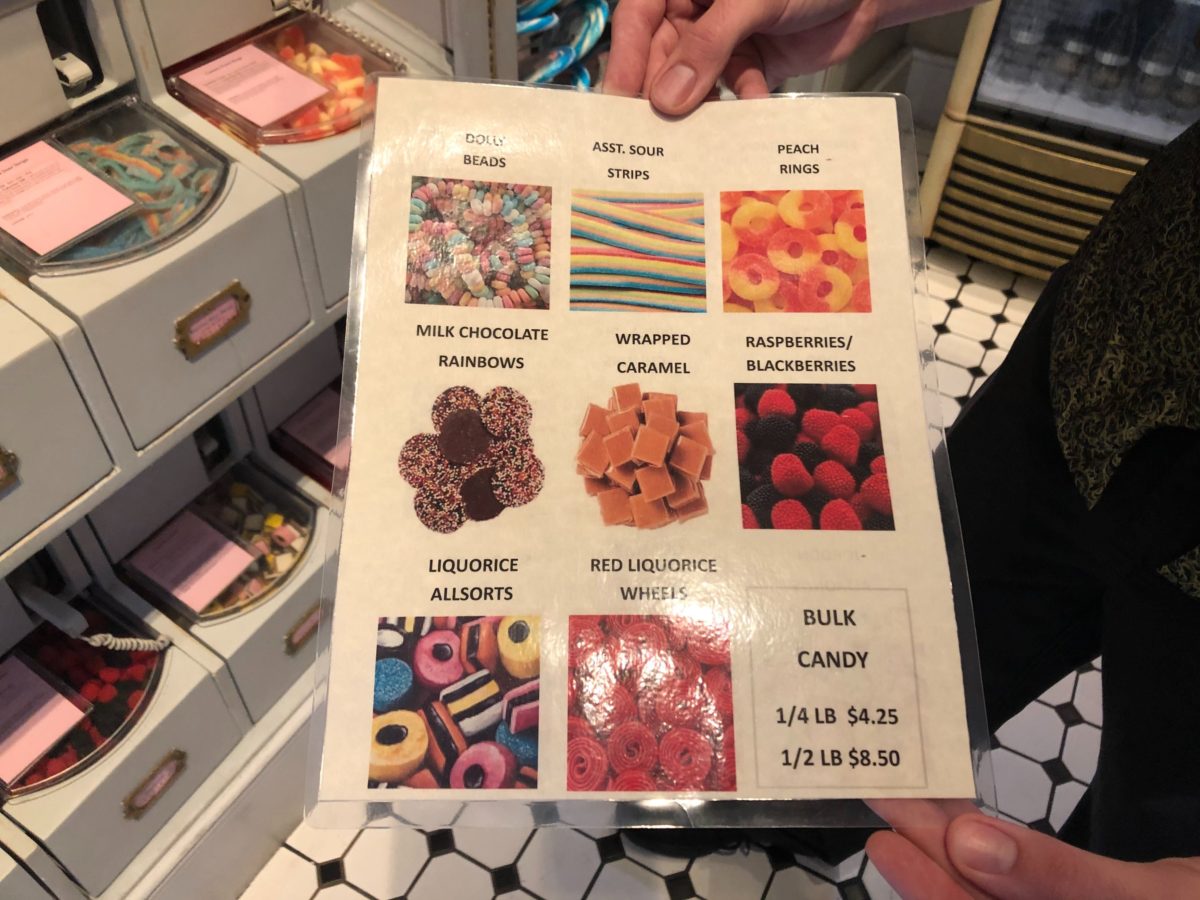 DOLLY
BEADS
ASST. SOUR
STRIPS
PEACH
RINGS
MILK CHOCOLATE
RAINBOWS
WRAPPED
CARAMEL
RASPBERRIES/
BLACKBERRIES
LIQUORICE
ALLSORTS
RED LIQUORICE
WHEELS
BULK
CANDY
1/4 LB $4.25
1/2 LB $8.50